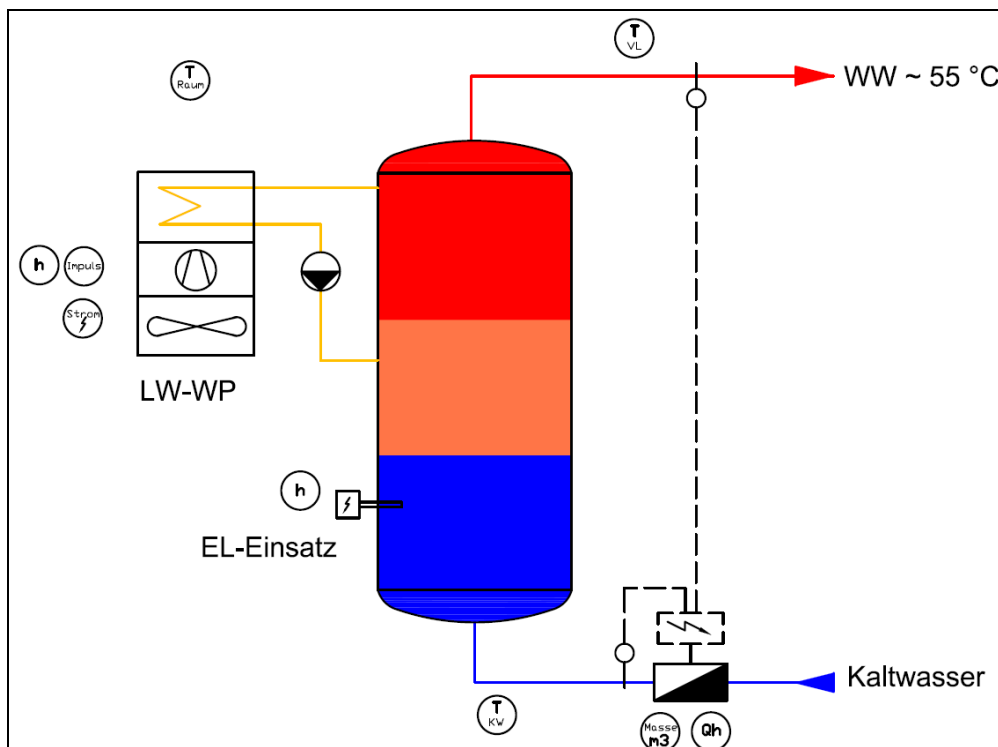 T
VL
T
Raum
WW ~ 55 °C
h
Impuls
Strom
LW-WP
h
EL-Einsatz
Kaltwasser
T
KW
Masse
m3
Qh